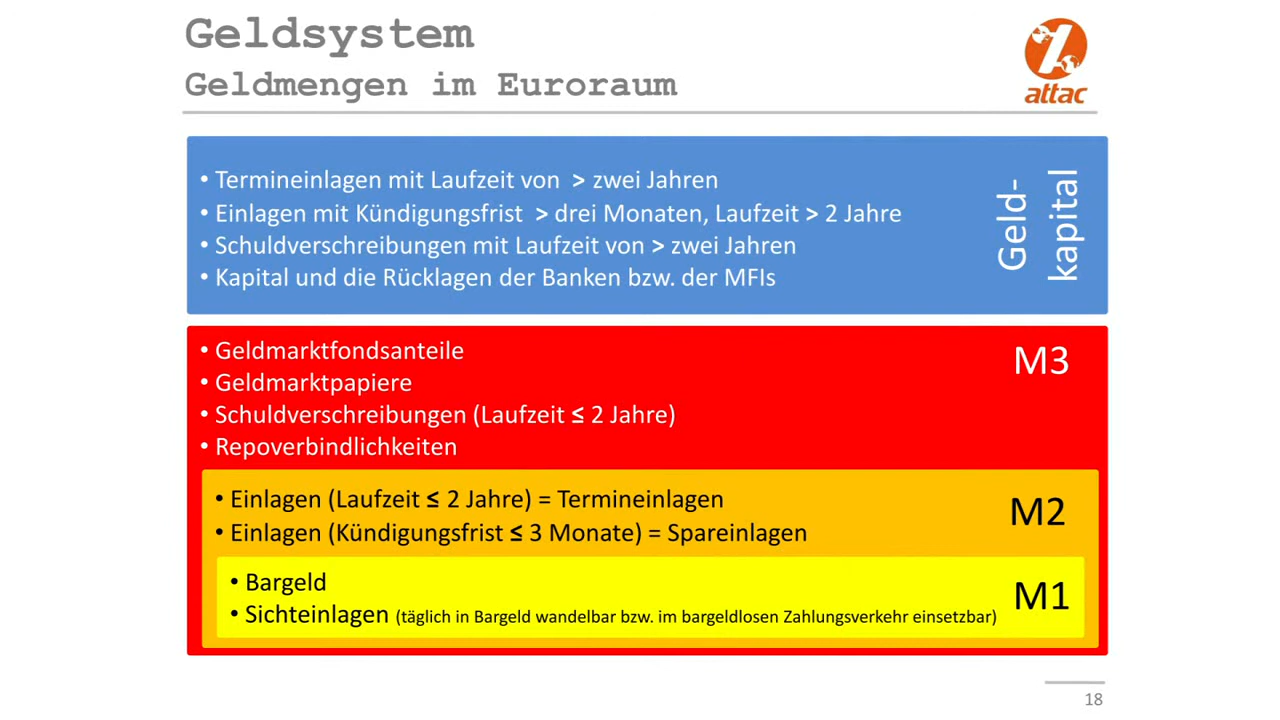 Geldsystem
Geldmengen im Euroraum
attac
• Termineinlagen mit Laufzeit von > zwei Jahren
• Einlagen mit Kündigungsfrist > drei Monaten, Laufzeit > 2 Jahre
• Schuldverschreibungen mit Laufzeit von > zwei Jahren
• Kapital und die Rücklagen der Banken bzw. der MFIs
Geld-
kapital
• Geldmarktfondsanteile
• Geldmarktpapiere
• Schuldverschreibungen (Laufzeit ≤ 2 Jahre)
• Repoverbindlichkeiten
M3
• Einlagen (Laufzeit ≤ 2 Jahre) = Termineinlagen
• Einlagen (Kündigungsfrist ≤ 3 Monate) = Spareinlagen
M2
• Bargeld
• Sichteinlagen (täglich in Bargeld wandelbar bzw. im bargeldlosen Zahlungsverkehr einsetzbar)
M1
18